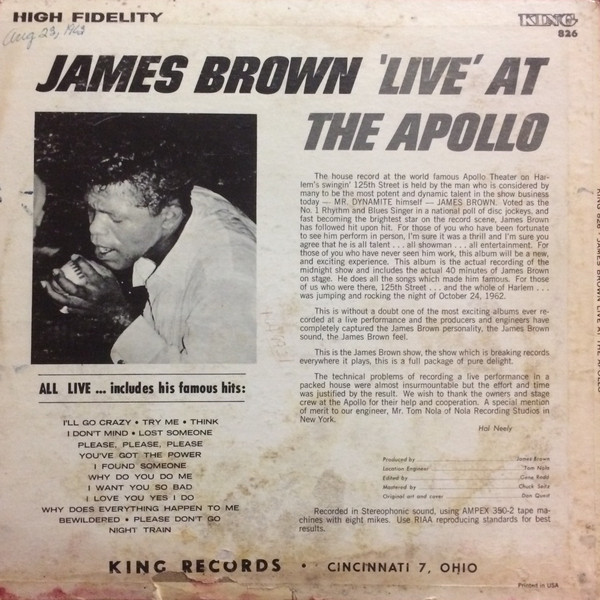 HIGH FIDELITY
Aug 23, 1963
KING
826
JAMES BROWN 'LIVE' AT
THE APOLLO
The house record at the world famous Apollo Theater on Har-
lem's swingin' 125th Street is held by the man who is considered by
many to be the most potent and dynamic talent in the show business
today — MR. DYNAMITE himself — JAMES BROWN. Voted as the
No. 1 Rhythm and Blues Singer in a national poll of disc jockeys, and
fast becoming the brightest star on the record scene, James Brown
has followed hit upon hit. For those of you who have been fortunate
to see him perform in person, I'm sure it was a thrill and I'm sure you
agree that he is all talent . . . all showman . . . all entertainment. For
those of you who have never seen him work, this album will be a new,
and exciting experience. This album is the actual recording of the
midnight show and includes the actual 40 minutes of James Brown
on stage. He does all the songs which made him famous. For those
of us who were there, 125th Street . . . and the whole of Harlem . . .
was jumping and rocking the night of October 24, 1962.
This is without a doubt one of the most exciting albums ever re-
corded at a live performance and the producers and engineers have
completely captured the James Brown personality, the James Brown
sound, the James Brown feel.
This is the James Brown show, the show which is breaking records
everywhere it plays, this is a full package of pure delight.
The technical problems of recording a live performance in a
packed house were almost insurmountable but the effort and time
was justified by the result. We wish to thank the owners and stage
crew at the Apollo for their help and cooperation. A special mention
of merit to our engineer, Mr. Tom Nola of Nola Recording Studios in
New York.
Hal Neely
ALL LIVE ... includes his famous hits:
I'LL GO CRAZY • TRY ME • THINK
I DON'T MIND • LOST SOMEONE
PLEASE, PLEASE, PLEASE
YOU'VE GOT THE POWER
I FOUND SOMEONE
WHY DO YOU DO ME
I WANT YOU SO BAD
I LOVE YOU YES I DO
WHY DOES EVERYTHING HAPPEN TO ME
BEWILDERED • PLEASE DON'T GO
NIGHT TRAIN
Produced by James Brown
Location Engineer Tom Nola
Edited by Gene Redd
Mastered by Chuck Seitz
Original art and cover Dan Quest
Recorded in Stereophonic sound, using AMPEX 350-2 tape ma-
chines with eight mikes. Use RIAA reproducing standards for best
results.
KING RECORDS • CINCINNATI 7, OHIO
Printed in USA
KING 826 JAMES BROWN LIVE AT THE APOLLO